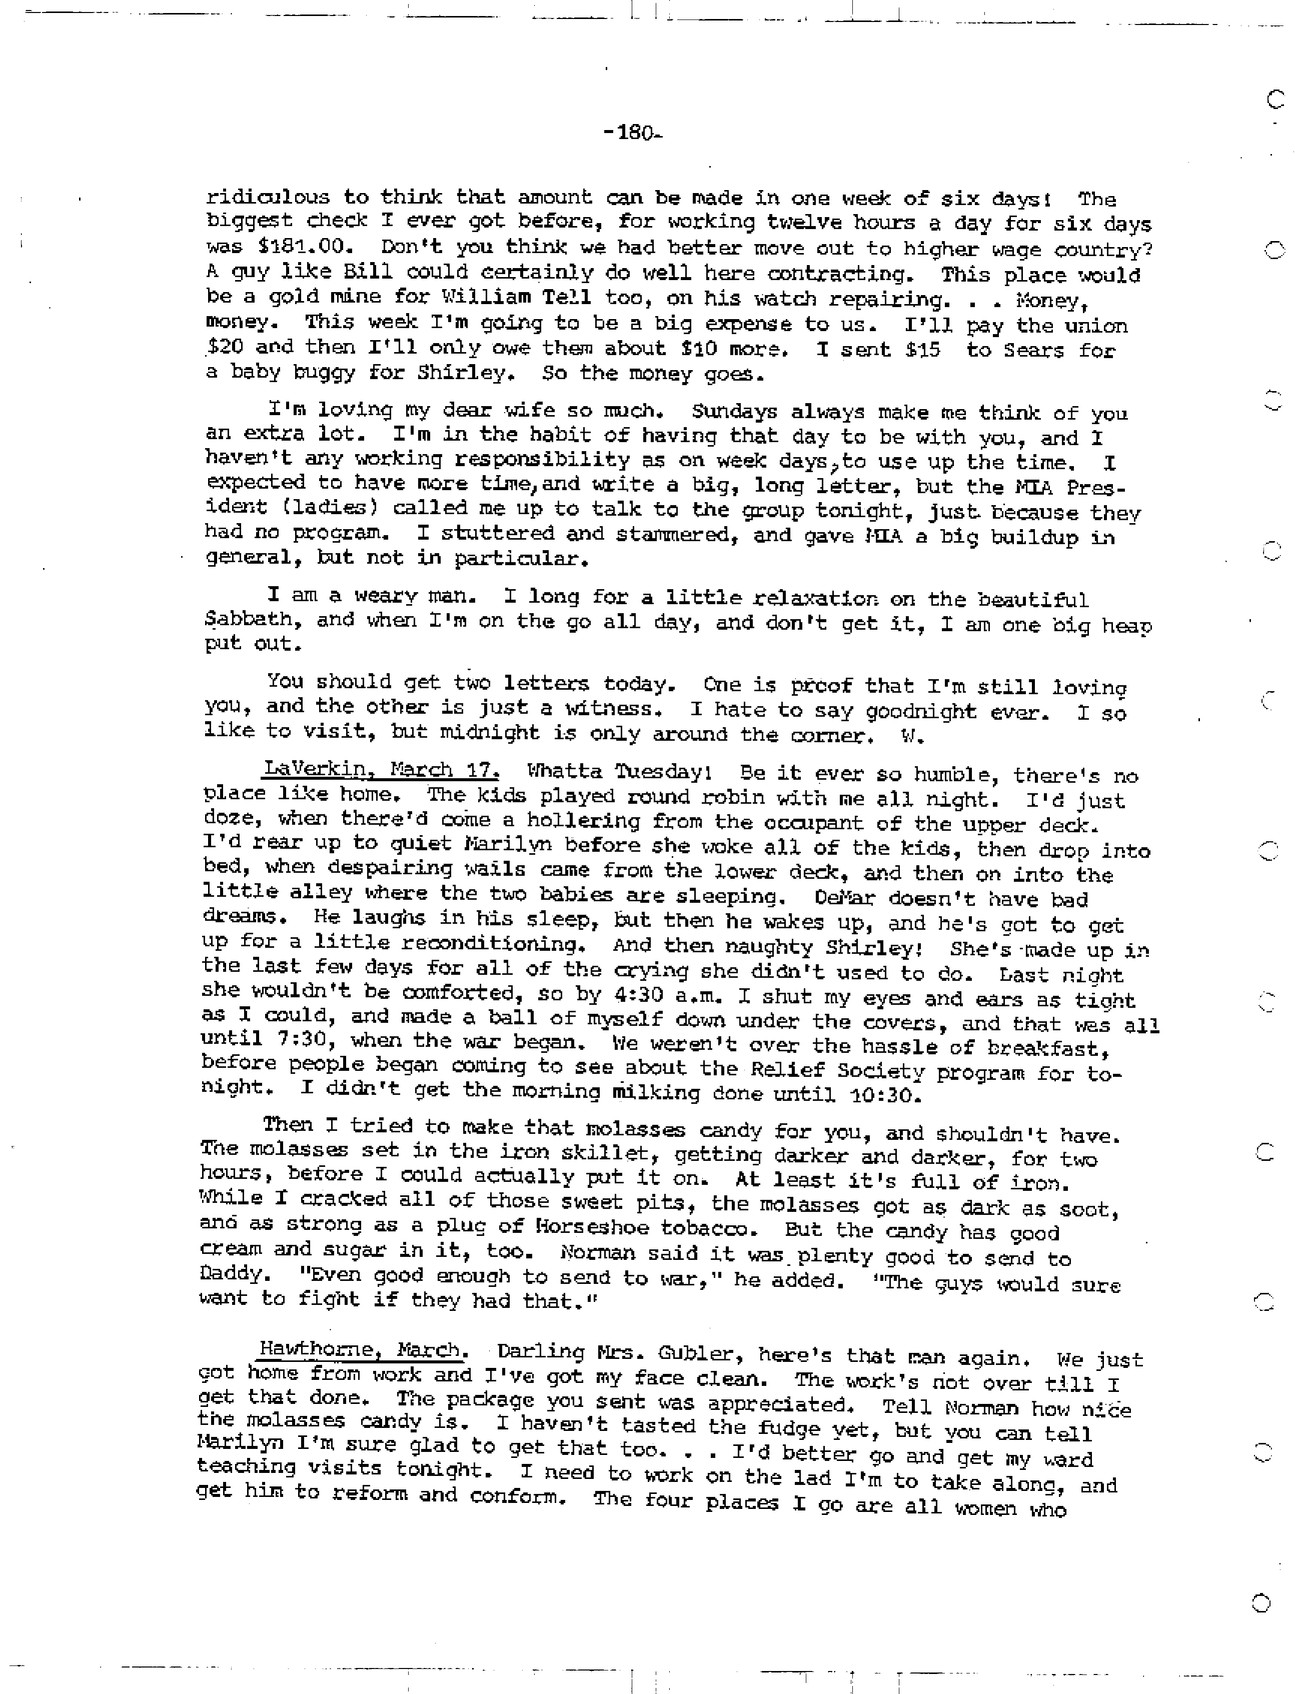 -180-
ridiculous to think that amount can be made in one week of six days! The
biggest check I ever got before, for working twelve hours a day for six days
was $181.00. Don't you think we had better move out to higher wage country?
A guy like Bill could certainly do well here contracting. This place would
be a gold mine for William Tell too, on his watch repairing. . . Money,
money. This week I'm going to be a big expense to us. I'll pay the union
$20 and then I'll only owe them about $10 more. I sent $15 to Sears for
a baby buggy for Shirley. So the money goes.
I'm loving my dear wife so much. Sundays always make me think of you
an extra lot. I'm in the habit of having that day to be with you, and I
haven't any working responsibility as on week days,to use up the time. I
expected to have more time,and write a big, long letter, but the MIA Pres-
ident (ladies) called me up to talk to the group tonight, just because they
had no program. I stuttered and stammered, and gave MIA a big buildup in
general, but not in particular.
I am a weary man. I long for a little relaxation on the beautiful
Sabbath, and when I'm on the go all day, and don't get it, I am one big heap
put out.
You should get two letters today. One is proof that I'm still loving
you, and the other is just a witness. I hate to say goodnight ever. I so
like to visit, but midnight is only around the corner. W.
LaVerkin, March 17. Whatta Tuesday! Be it ever so humble, there's no
place like home. The kids played round robin with me all night. I'd just
doze, when there'd come a hollering from the occupant of the upper deck.
I'd rear up to quiet Marilyn before she woke all of the kids, then drop into
bed, when despairing wails came from the lower deck, and then on into the
little alley where the two babies are sleeping. DeMar doesn't have bad
dreams. He laughs in his sleep, but then he wakes up, and he's got to get
up for a little reconditioning. And then naughty Shirley! She's made up in
the last few days for all of the crying she didn't used to do. Last night
she wouldn't be comforted, so by 4:30 a.m. I shut my eyes and ears as tight
as I could, and made a ball of myself down under the covers, and that was all
until 7:30, when the war began. We weren't over the hassle of breakfast,
before people began coming to see about the Relief Society program for to-
night. I didn't get the morning milking done until 10:30.
Then I tried to make that molasses candy for you, and shouldn't have.
The molasses set in the iron skillet, getting darker and darker, for two
hours, before I could actually put it on. At least it's full of iron.
While I cracked all of those sweet pits, the molasses got as dark as soot,
and as strong as a plug of Horseshoe tobacco. But the candy has good
cream and sugar in it, too. Norman said it was plenty good to send to
Daddy. "Even good enough to send to war," he added. "The guys would sure
want to fight if they had that."
Hawthorne, March. Darling Mrs. Gubler, here's that man again. We just
got home from work and I've got my face clean. The work's not over till I
get that done. The package you sent was appreciated. Tell Norman how nice
the molasses candy is. I haven't tasted the fudge yet, but you can tell
Marilyn I'm sure glad to get that too. . . I'd better go and get my ward
teaching visits tonight. I need to work on the lad I'm to take along, and
get him to reform and conform. The four places I go are all women who